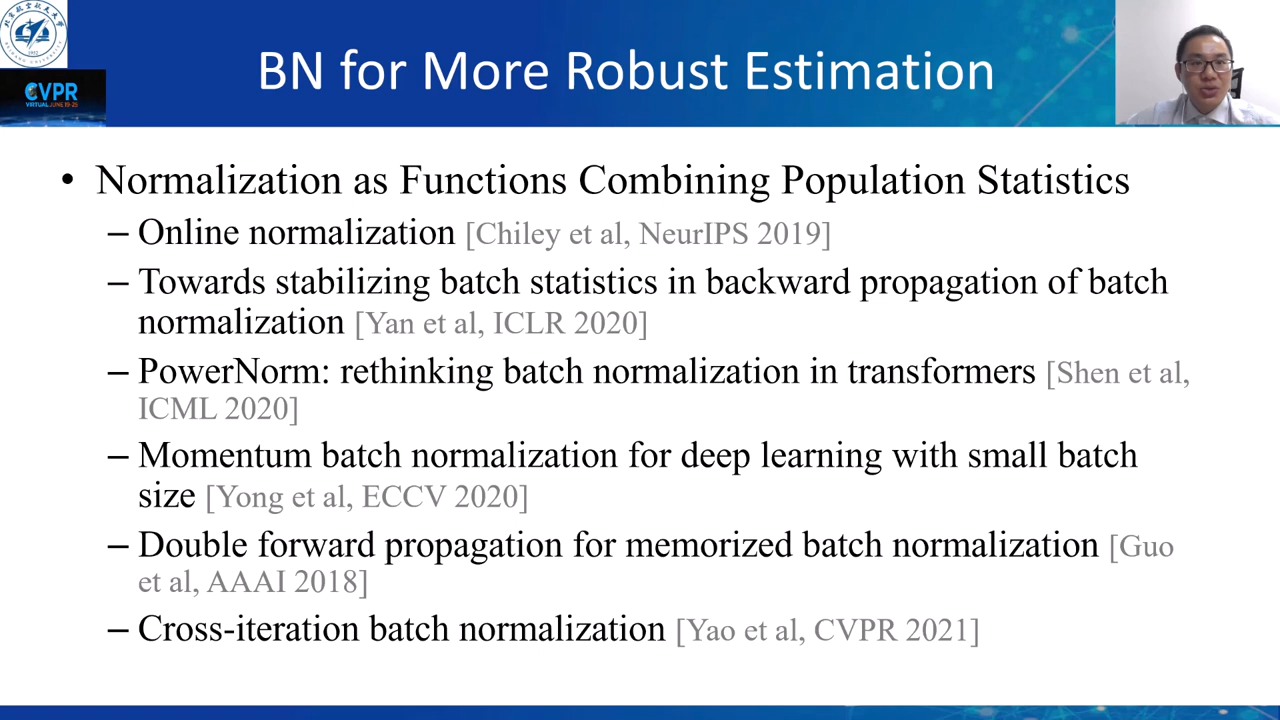 CVPR
VIRTUAL JUNE 19-25
BN for More Robust Estimation
• Normalization as Functions Combining Population Statistics
– Online normalization [Chiley et al, NeurIPS 2019]
– Towards stabilizing batch statistics in backward propagation of batch
normalization [Yan et al, ICLR 2020]
– PowerNorm: rethinking batch normalization in transformers [Shen et al,
ICML 2020]
– Momentum batch normalization for deep learning with small batch
size [Yong et al, ECCV 2020]
– Double forward propagation for memorized batch normalization [Guo
et al, AAAI 2018]
– Cross-iteration batch normalization [Yao et al, CVPR 2021]